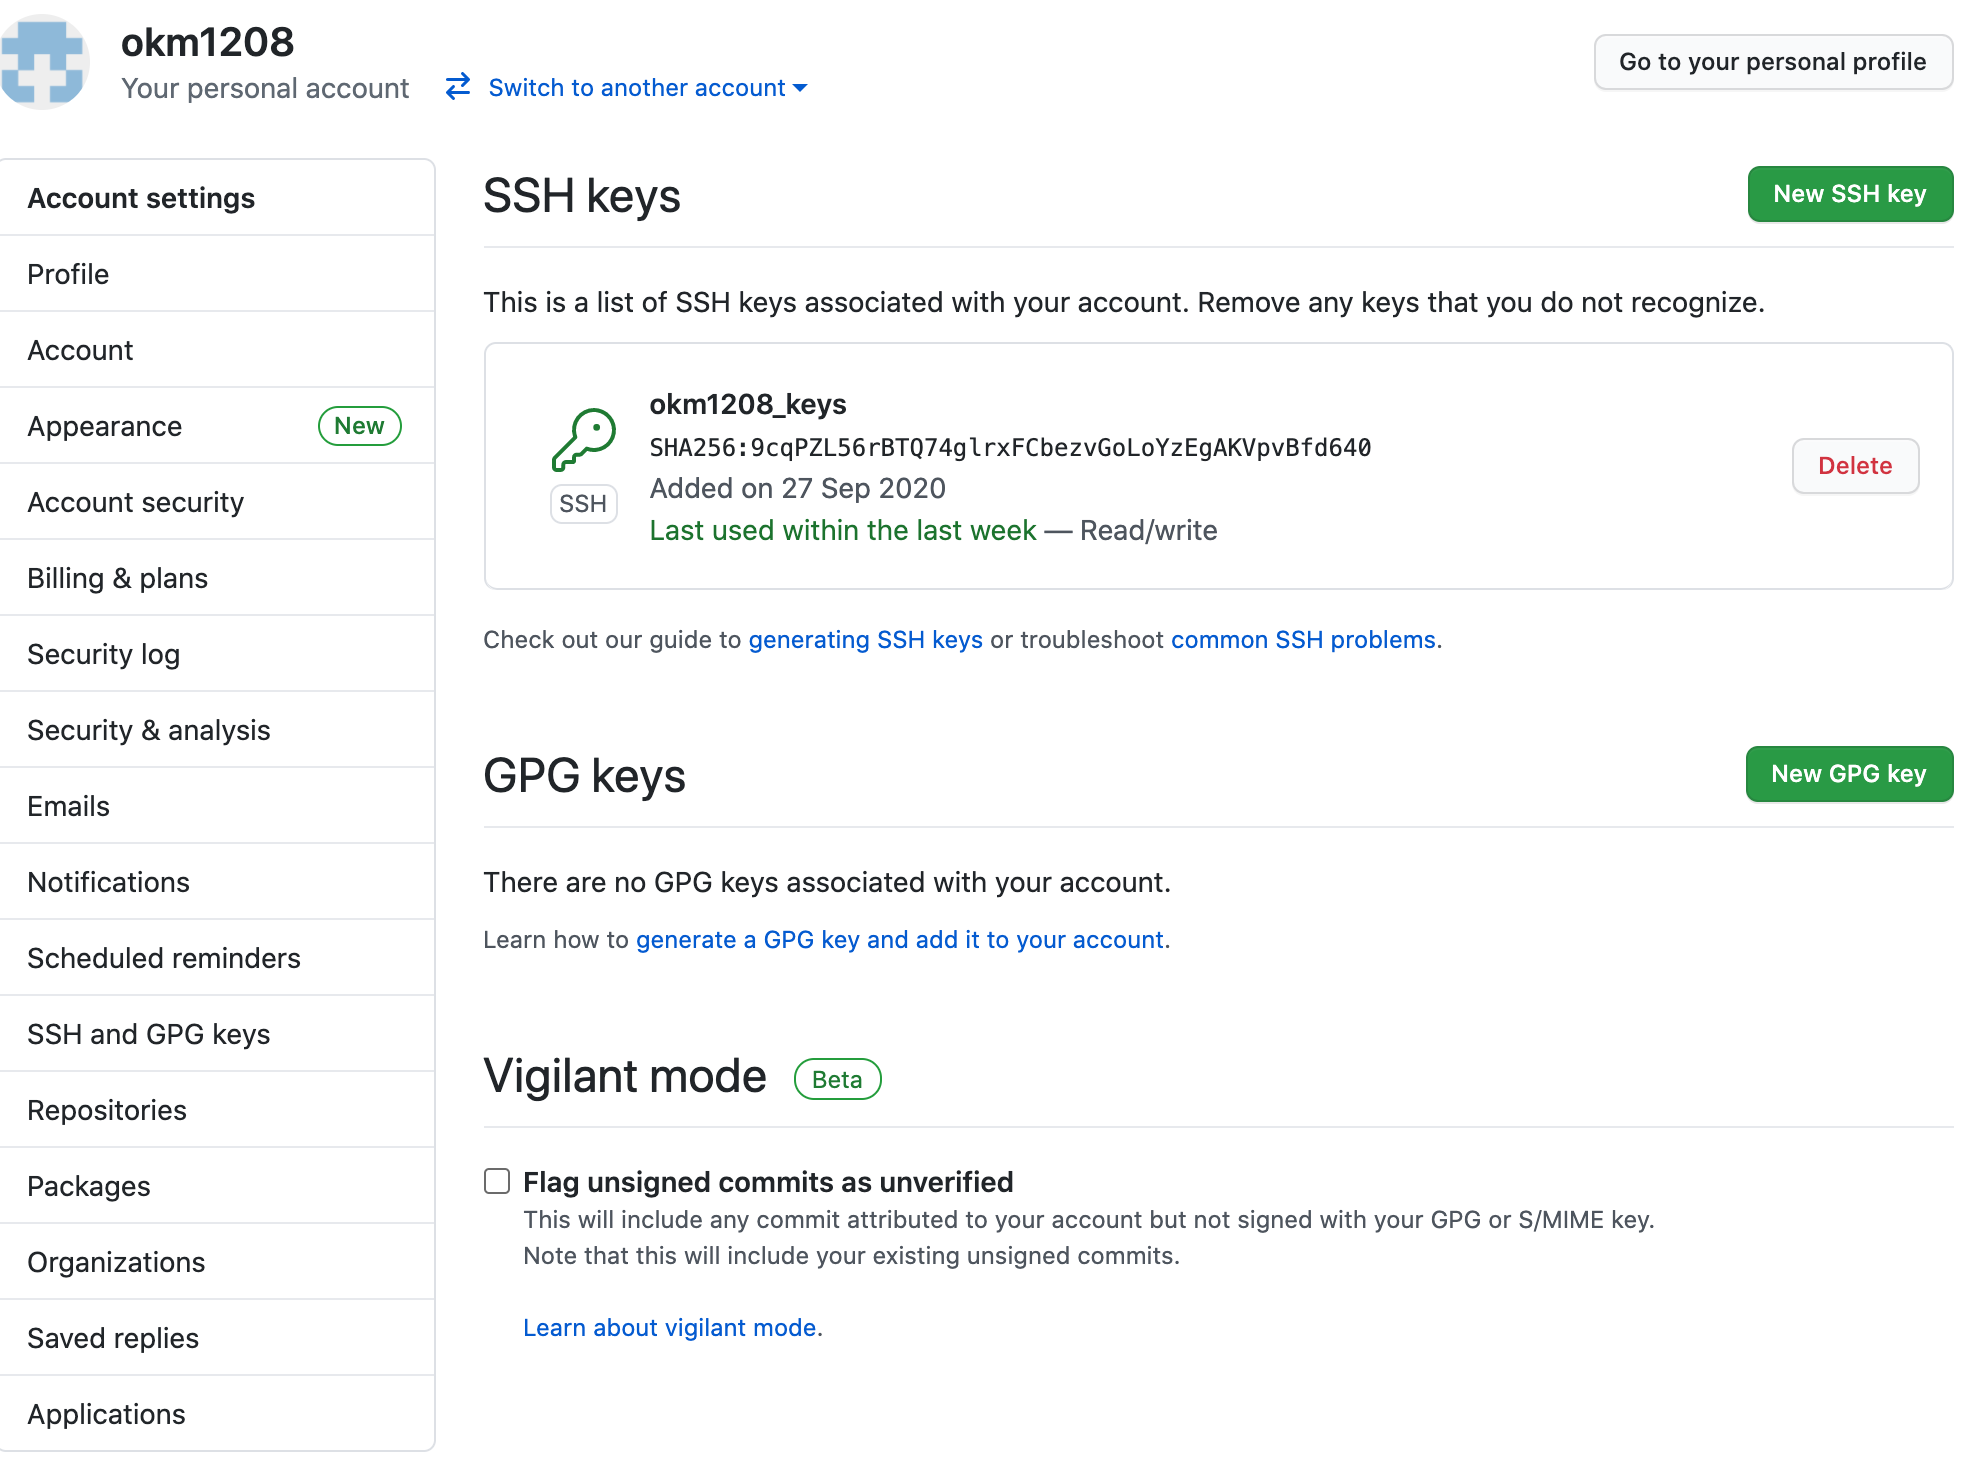 okm1208
Your personal account
Switch to another account
Go to your personal profile
Account settings
Profile
Account
Appearance New
Account security
Billing & plans
Security log
Security & analysis
Emails
Notifications
Scheduled reminders
SSH and GPG keys
Repositories
Packages
Organizations
Saved replies
Applications
SSH keys
New SSH key
This is a list of SSH keys associated with your account. Remove any keys that you do not recognize.
SSH
okm1208_keys
SHA256:9cqPZL56rBTQ74glrxFCbezvGoLoYzEgAKVpvBfd640
Added on 27 Sep 2020
Last used within the last week — Read/write
Delete
Check out our guide to generating SSH keys or troubleshoot common SSH problems.
GPG keys
New GPG key
There are no GPG keys associated with your account.
Learn how to generate a GPG key and add it to your account.
Vigilant mode Beta
Flag unsigned commits as unverified
This will include any commit attributed to your account but not signed with your GPG or S/MIME key.
Note that this will include your existing unsigned commits.
Learn about vigilant mode.